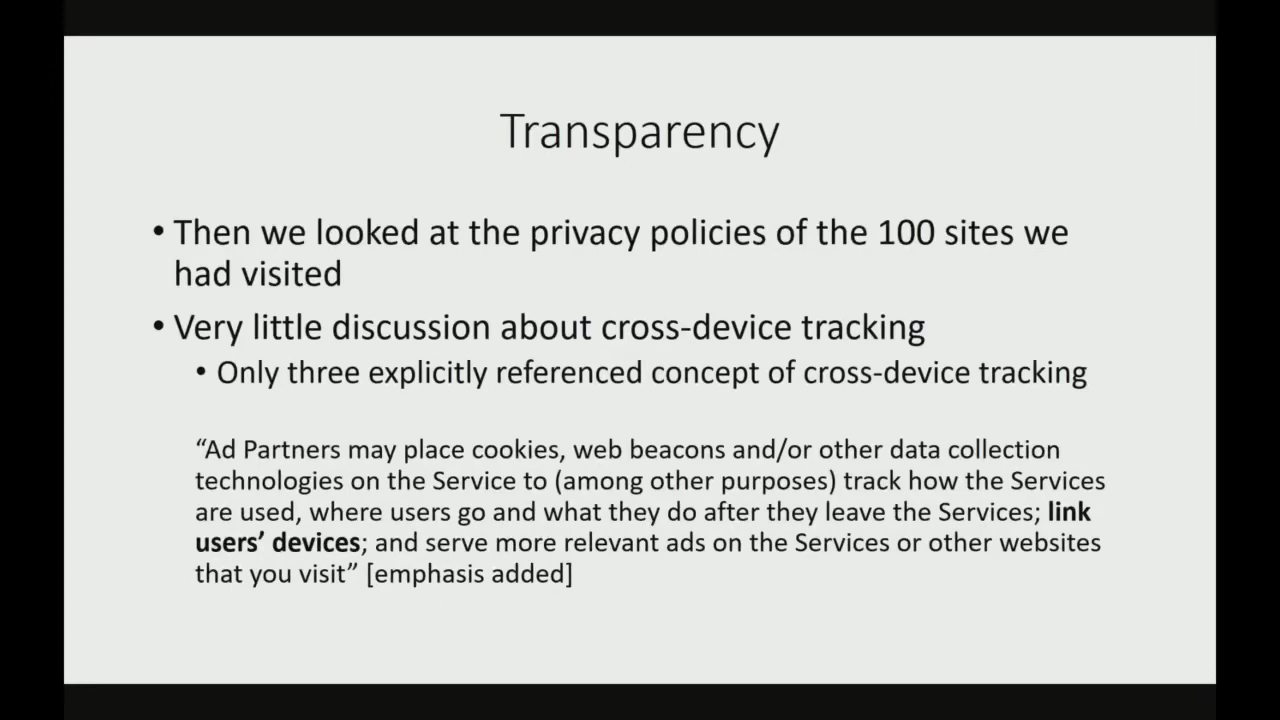 Transparency
• Then we looked at the privacy policies of the 100 sites we
had visited
• Very little discussion about cross-device tracking
• Only three explicitly referenced concept of cross-device tracking
“Ad Partners may place cookies, web beacons and/or other data collection
technologies on the Service to (among other purposes) track how the Services
are used, where users go and what they do after they leave the Services; link
users’ devices; and serve more relevant ads on the Services or other websites
that you visit” [emphasis added]